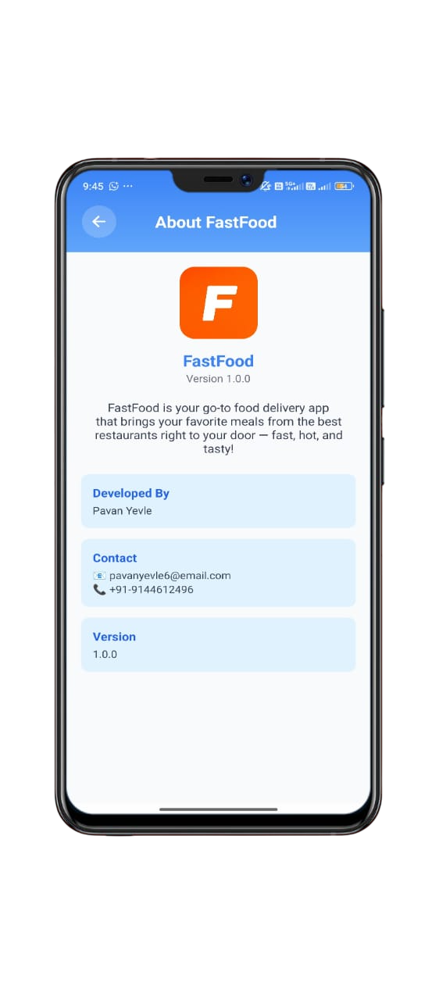 9:45
5G+
54
About FastFood
F
FastFood
Version 1.0.0
FastFood is your go-to food delivery app
that brings your favorite meals from the best
restaurants right to your door — fast, hot, and
tasty!
Developed By
Pavan Yevle
Contact
📧 pavanyevle6@email.com
📞 +91-9144612496
Version
1.0.0